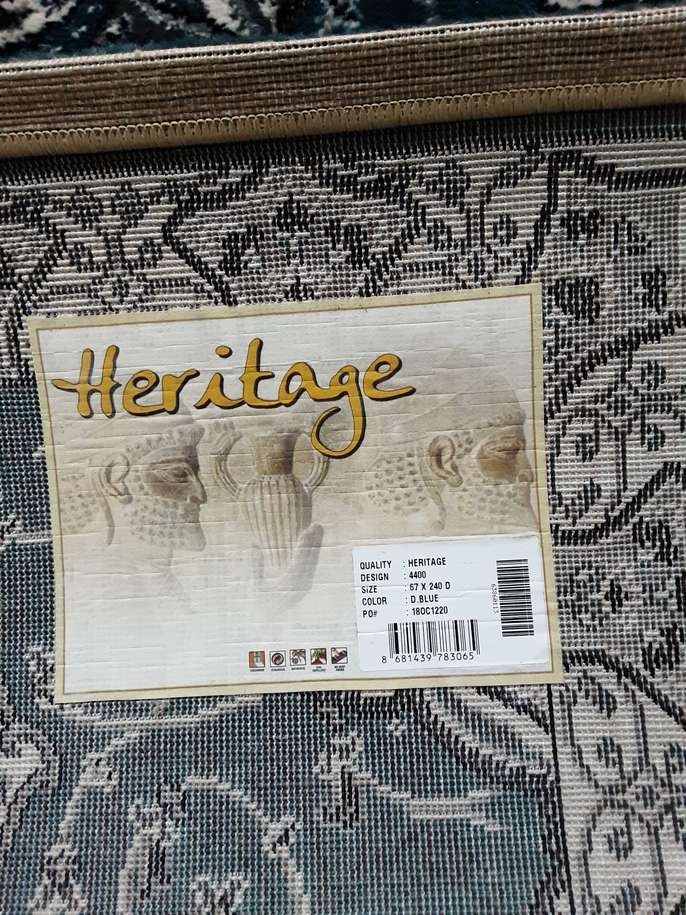 Heritage
QUALITY : HERITAGE
DESIGN : 4400
SiZE : 67 X 240 D
COLOR : D.BLUE
PO# : 18OC1220
8 681439 783065